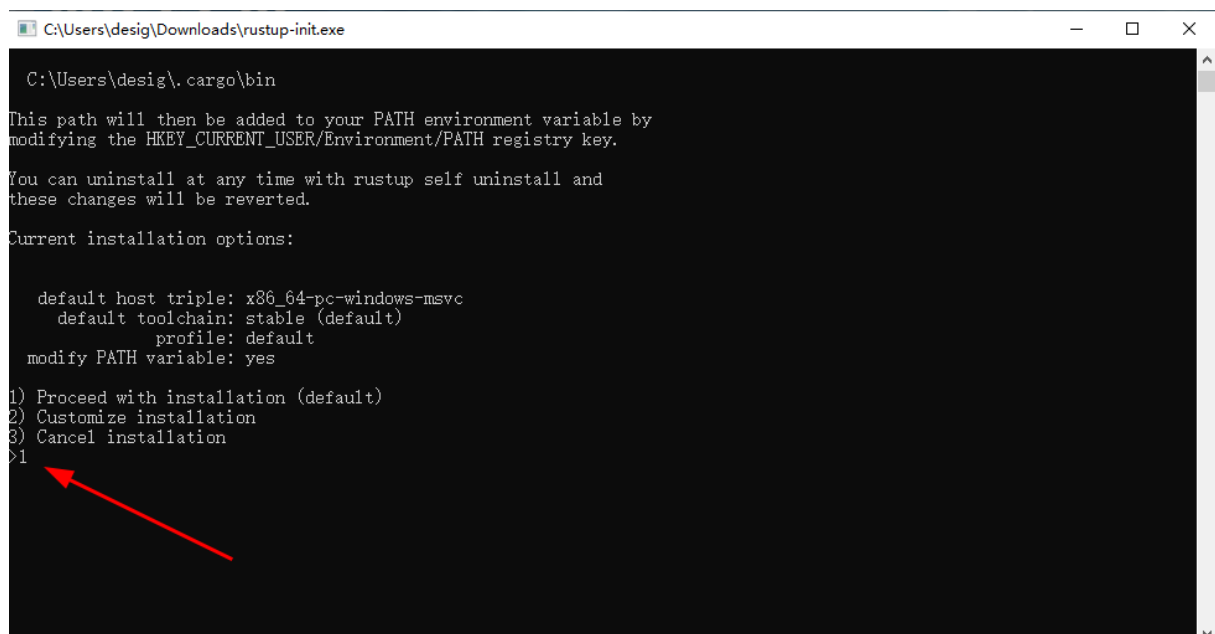 C:\Users\desig\Downloads\rustup-init.exe
C:\Users\desig\.cargo\bin
This path will then be added to your PATH environment variable by
modifying the HKEY_CURRENT_USER/Environment/PATH registry key.
You can uninstall at any time with rustup self uninstall and
these changes will be reverted.
Current installation options:
default host triple: x86_64-pc-windows-msvc
default toolchain: stable (default)
profile: default
modify PATH variable: yes
1) Proceed with installation (default)
2) Customize installation
3) Cancel installation
>1